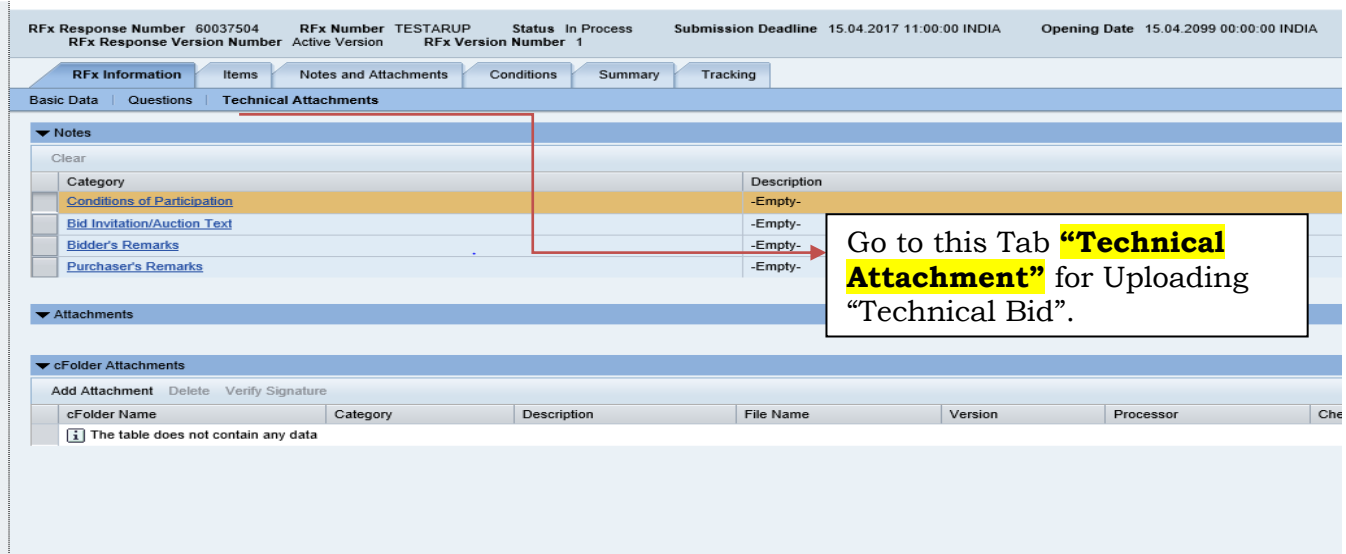 RFx Response Number 60037504 RFx Number TESTARUP Status In Process Submission Deadline 15.04.2017 11:00:00 INDIA Opening Date 15.04.2099 00:00:00 INDIA
RFx Response Version Number Active Version RFx Version Number 1
RFx Information Items Notes and Attachments Conditions Summary Tracking
Basic Data Questions Technical Attachments
Notes
Clear
Category Description
Conditions of Participation -Empty-
Bid Invitation/Auction Text -Empty-
Bidder's Remarks -Empty-
Purchaser's Remarks -Empty-
Go to this Tab “Technical
Attachment” for Uploading
“Technical Bid”.
Attachments
cFolder Attachments
Add Attachment Delete Verify Signature
cFolder Name Category Description File Name Version Processor Che
The table does not contain any data